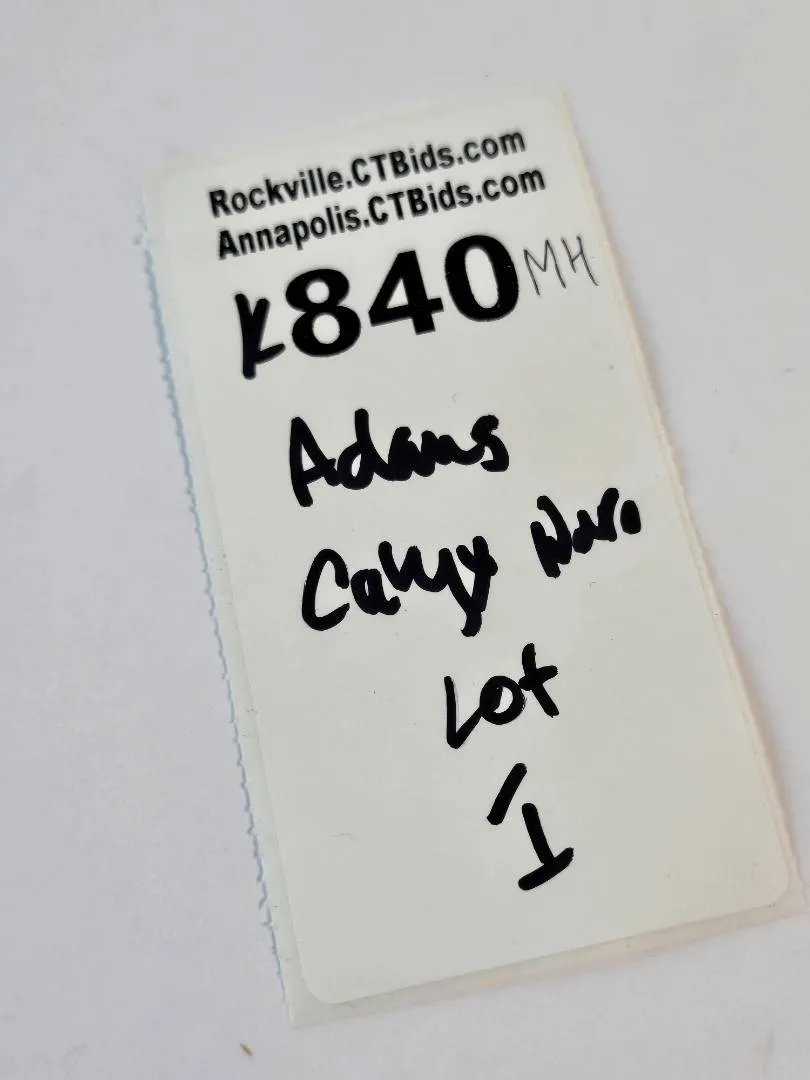 Rockville.CTBids.com
Annapolis.CTBids.com
K840 MH
Adams
Lot
1